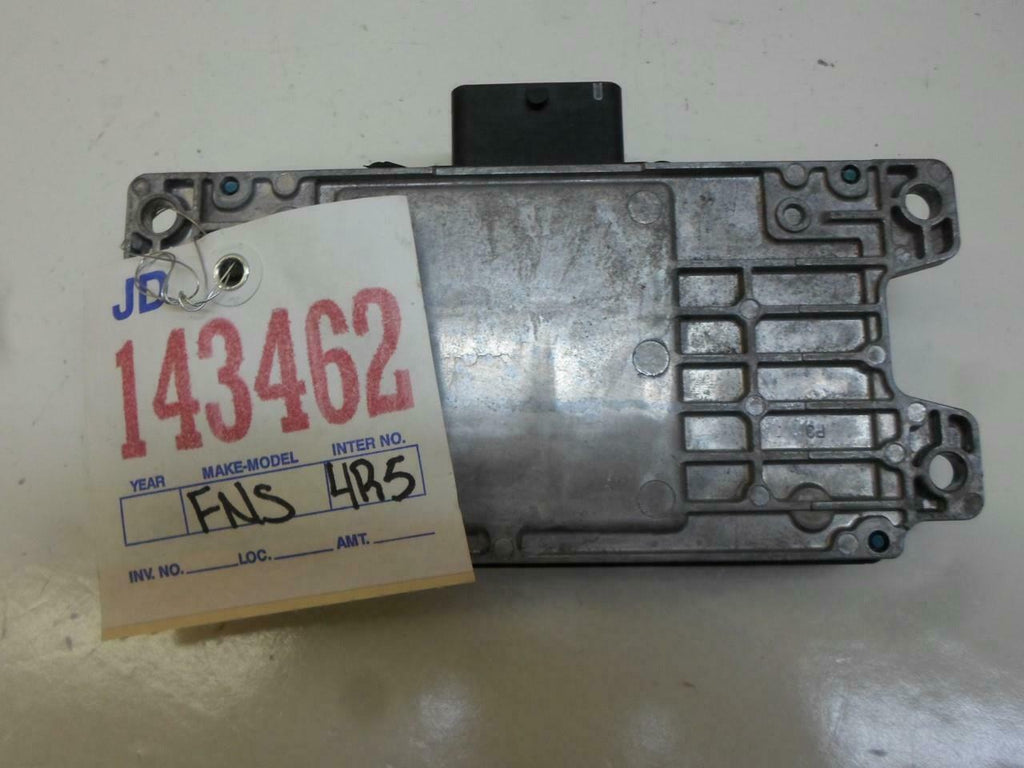 JD
143462
YEAR MAKE-MODEL INTER NO.
FNS 4R5
INV. NO. LOC. AMT.